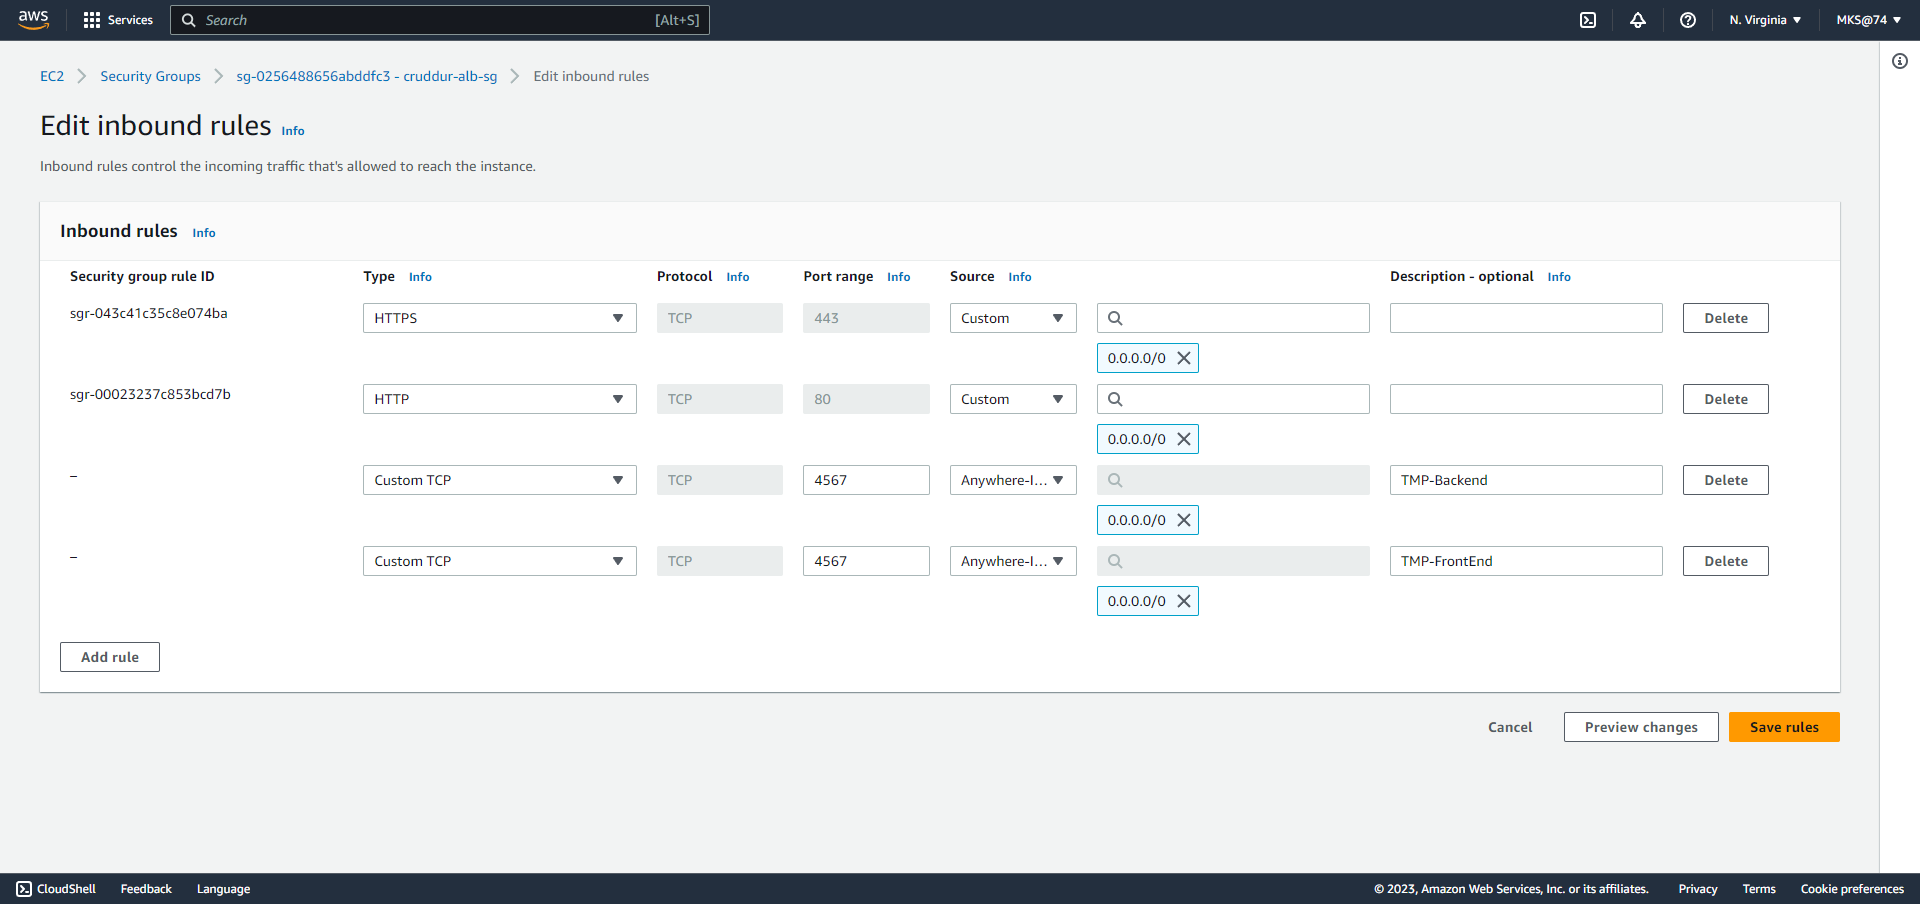 aws Services Search [Alt+S] N. Virginia MKS@74
EC2 Security Groups sg-0256488656abddfc3 - cruddur-alb-sg Edit inbound rules
Edit inbound rules Info
Inbound rules control the incoming traffic that's allowed to reach the instance.
Inbound rules Info
Security group rule ID Type Info Protocol Info Port range Info Source Info Description - optional Info
sgr-043c41c35c8e074ba HTTPS TCP 443 Custom Delete
0.0.0.0/0
sgr-00023237c853bcd7b HTTP TCP 80 Custom Delete
0.0.0.0/0
– Custom TCP TCP 4567 Anywhere-I... TMP-Backend Delete
0.0.0.0/0
– Custom TCP TCP 4567 Anywhere-I... TMP-FrontEnd Delete
0.0.0.0/0
Add rule
Cancel Preview changes Save rules
CloudShell Feedback Language © 2023, Amazon Web Services, Inc. or its affiliates. Privacy Terms Cookie preferences